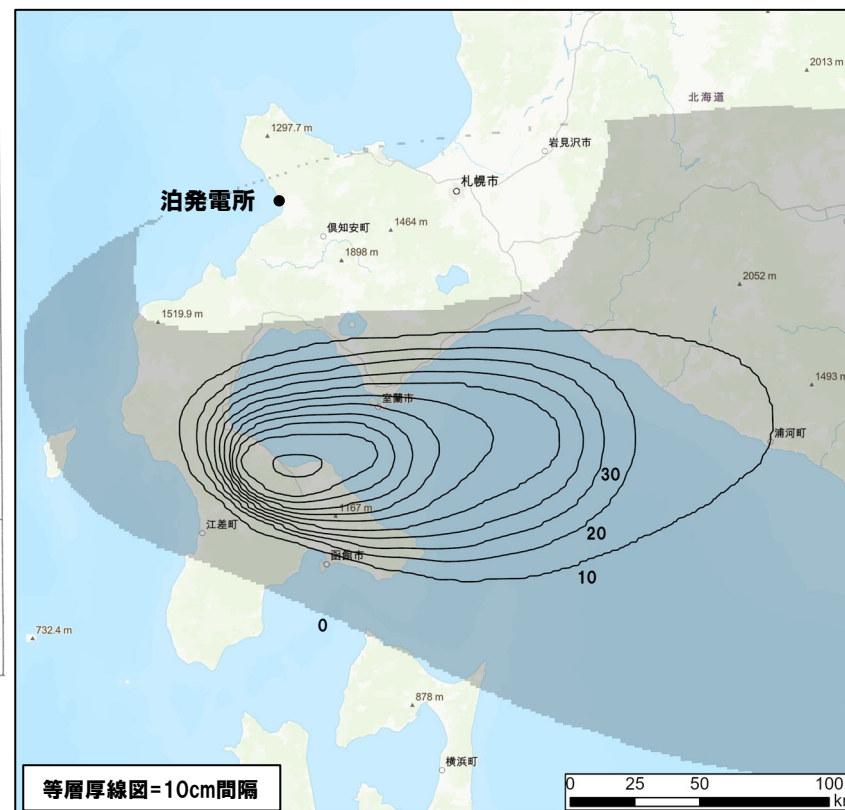 2013 m
北海道
1297.7 m
岩見沢市
札幌市
泊発電所
1464 m
倶知安町
1898 m
2052 m
1519.9 m
1493 m
室蘭市
浦河町
30
1167 m
江差町
20
函館市
10
0
732.4 m
878 m
横浜町
等層厚線図=10cm間隔
0 25 50 100
km